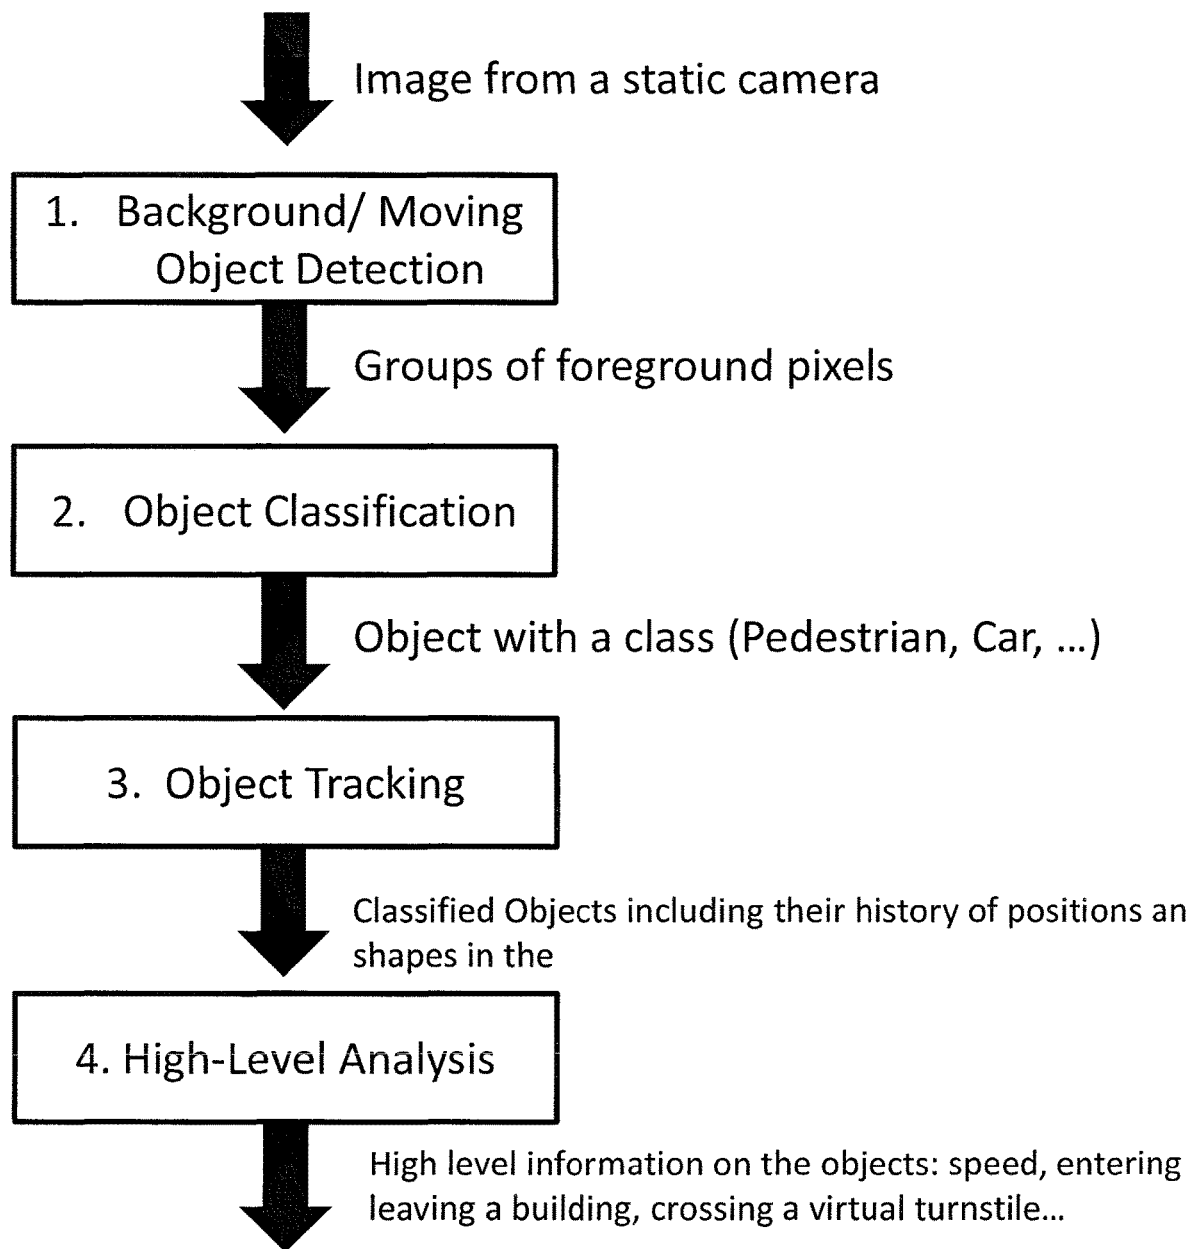 Image from a static camera
1. Background/ Moving
Object Detection
Groups of foreground pixels
2. Object Classification
Object with a class (Pedestrian, Car, ...)
3. Object Tracking
Classified Objects including their history of positions an
shapes in the
4. High-Level Analysis
High level information on the objects: speed, entering
leaving a building, crossing a virtual turnstile...